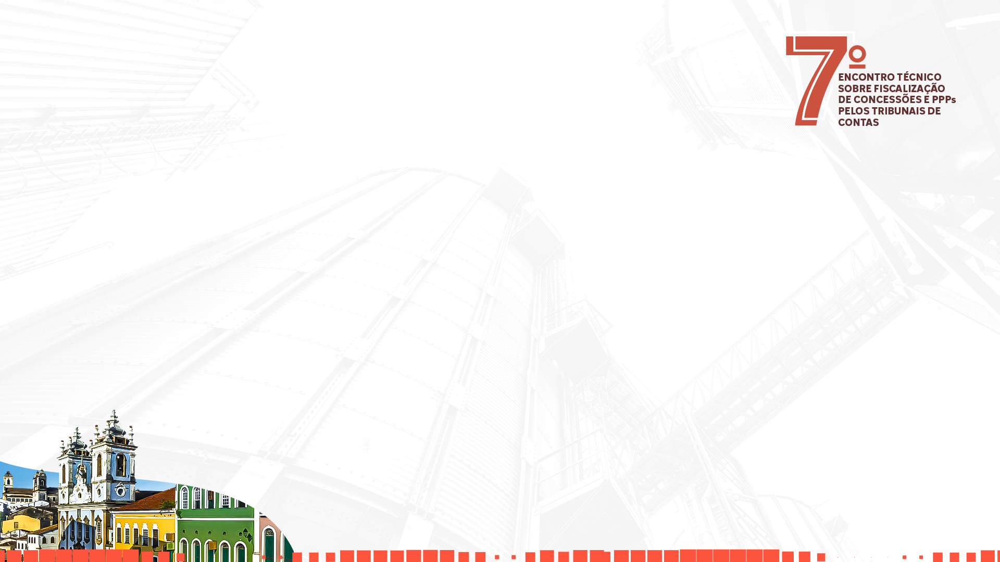 7º
ENCONTRO TÉCNICO
SOBRE FISCALIZAÇÃO
DE CONCESSÕES E PPPs
PELOS TRIBUNAIS DE
CONTAS